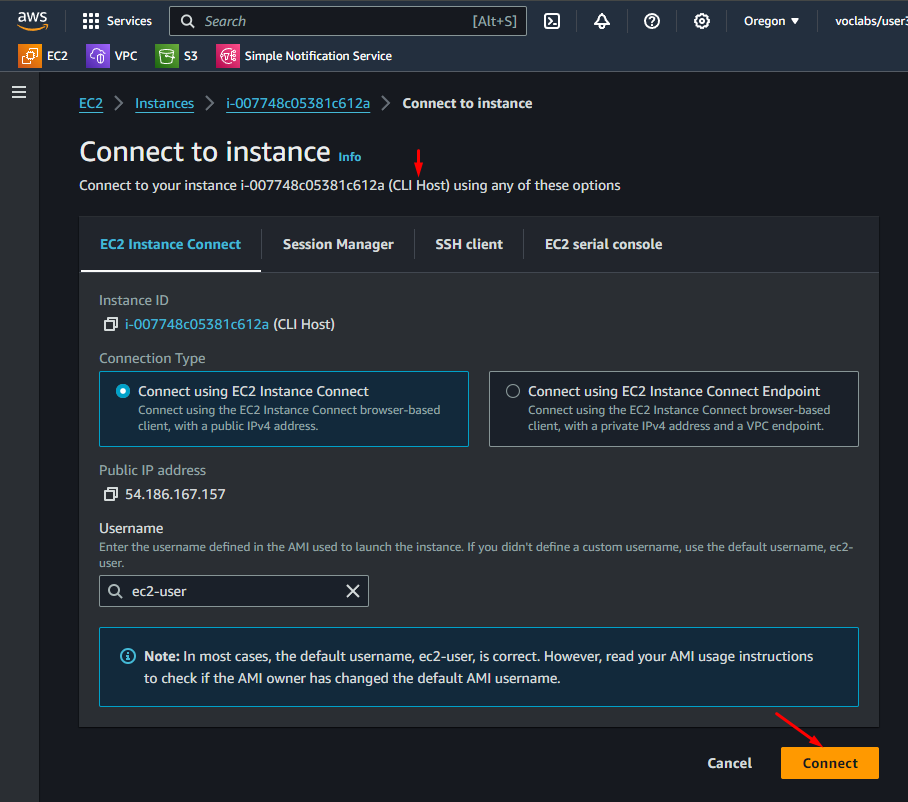 aws Services Search [Alt+S] Oregon voclabs/user3
EC2 VPC S3 Simple Notification Service
EC2 Instances i-007748c05381c612a Connect to instance
Connect to instance Info
Connect to your instance i-007748c05381c612a (CLI Host) using any of these options
EC2 Instance Connect Session Manager SSH client EC2 serial console
Instance ID
i-007748c05381c612a (CLI Host)
Connection Type
Connect using EC2 Instance Connect
Connect using the EC2 Instance Connect browser-based
client, with a public IPv4 address.
Connect using EC2 Instance Connect Endpoint
Connect using the EC2 Instance Connect browser-based
client, with a private IPv4 address and a VPC endpoint.
Public IP address
54.186.167.157
Username
Enter the username defined in the AMI used to launch the instance. If you didn't define a custom username, use the default username, ec2-
user.
ec2-user
Note: In most cases, the default username, ec2-user, is correct. However, read your AMI usage instructions
to check if the AMI owner has changed the default AMI username.
Cancel Connect